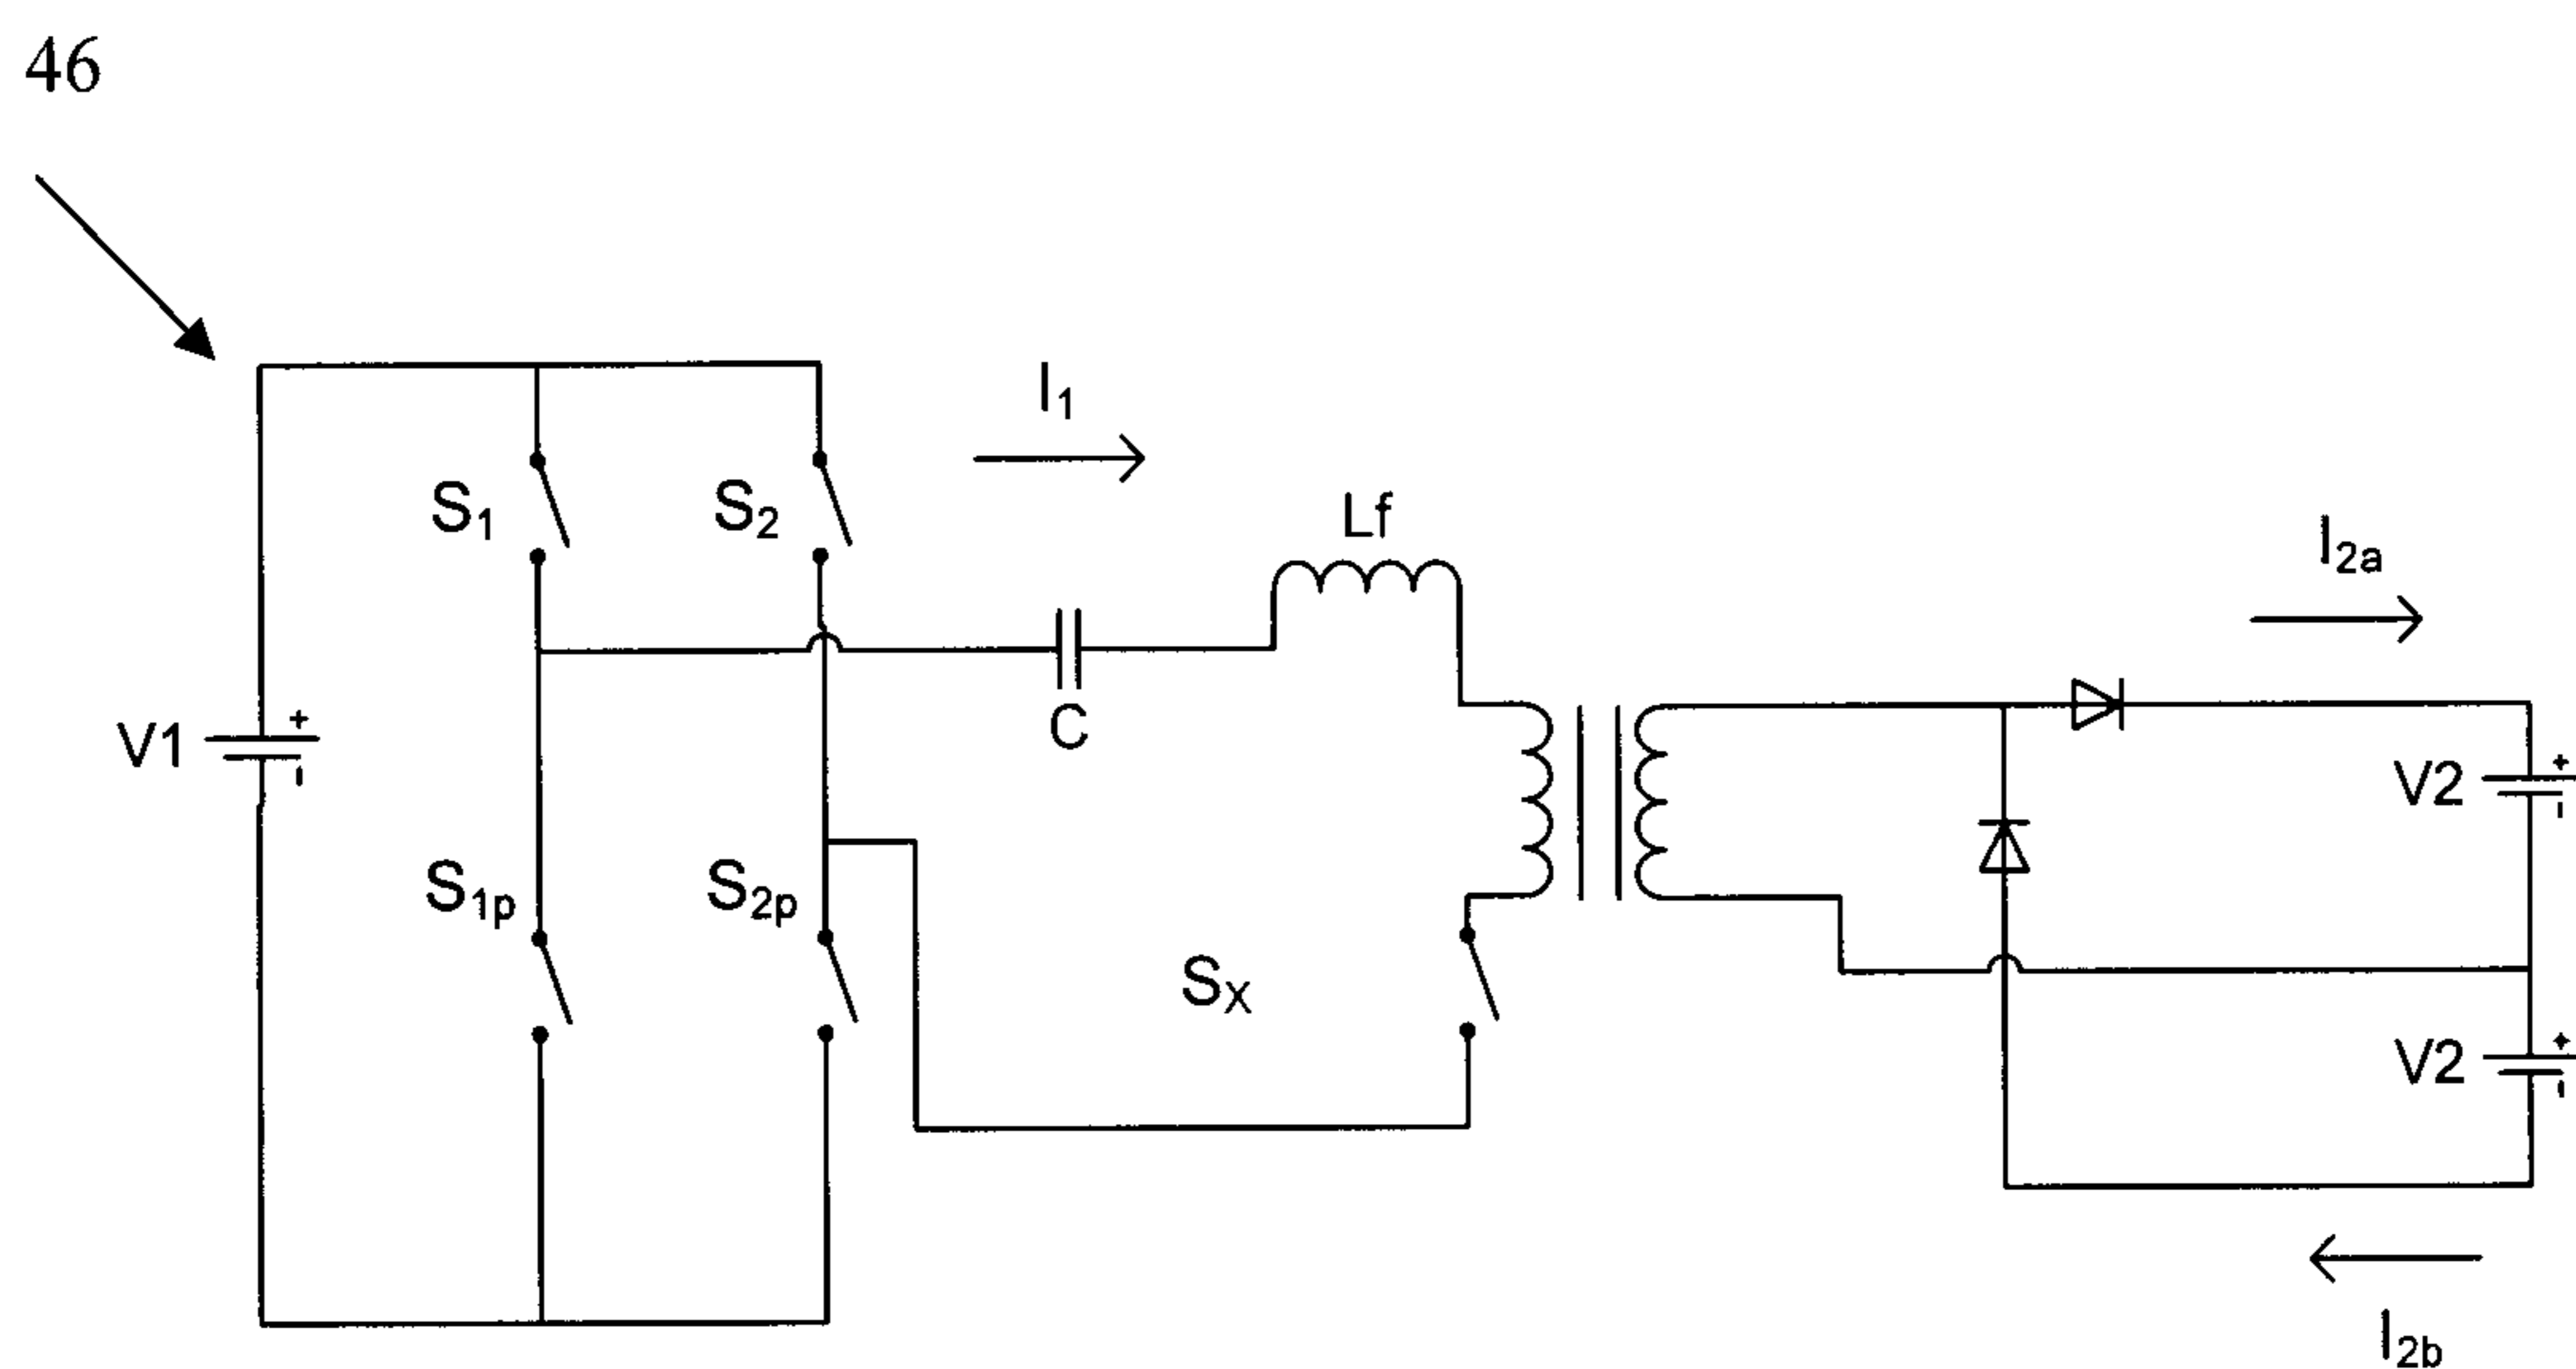 46
I1
S1
S2
Lf
I2a
C
V1
+
-
V2
+
-
S1p
S2p
SX
V2
+
-
I2b